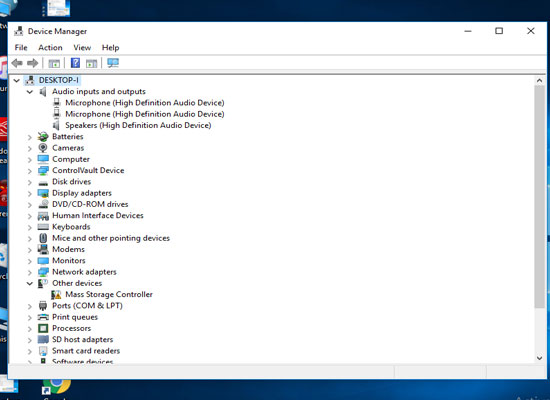 Device Manager
File Action View Help
DESKTOP-I
Audio inputs and outputs
Microphone (High Definition Audio Device)
Microphone (High Definition Audio Device)
Speakers (High Definition Audio Device)
Batteries
Cameras
Computer
ControlVault Device
Disk drives
Display adapters
DVD/CD-ROM drives
Human Interface Devices
Keyboards
Mice and other pointing devices
Modems
Monitors
Network adapters
Other devices
Mass Storage Controller
Ports (COM & LPT)
Print queues
Processors
SD host adapters
Smart card readers
Software devices